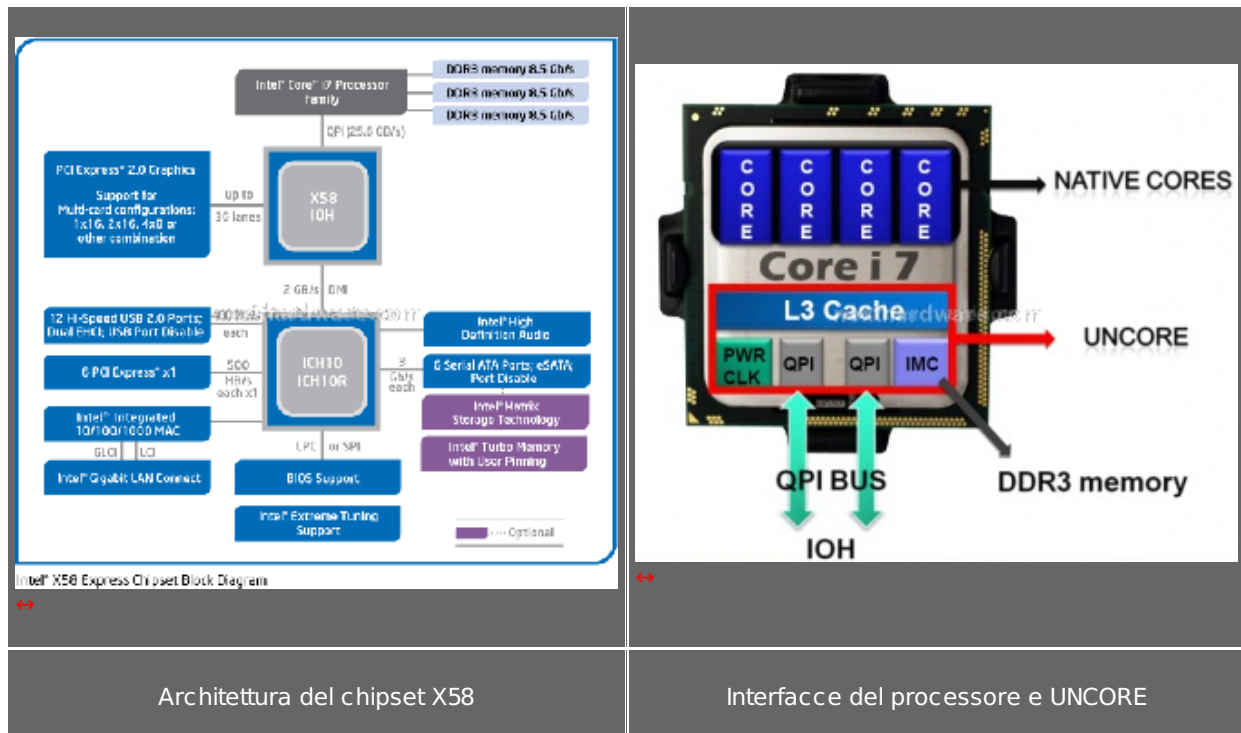 Intel® Core™ i7 Processor
family
DDR3 memory 8.5 Gb/s
DDR3 memory 8.5 Gb/s
DDR3 memory 8.5 Gb/s
QPI (25.6 GB/s)
PCI Express* 2.0 Graphics
Support for
Multi-card configurations:
1x16, 2x16, 4x8 or
other combination
up to
36 lanes
X58
IOH
2 GB/s DMI
12 Hi-Speed USB 2.0 Ports;
Dual EHCI; USB Port Disable
each
Intel® High
Definition Audio
6 PCI Express* x1
500
MB/s
each x1
ICH10
ICH10R
3
Gb/s
each
6 Serial ATA Ports; eSATA;
Port Disable
Intel® Matrix
Storage Technology
Intel® Integrated
10/100/1000 MAC
GLCI LCI
LPC or SPI
Intel® Turbo Memory
with User Pinning
Intel® Gigabit LAN Connect
BIOS Support
Intel® Extreme Tuning
Support
Optional
Intel® X58 Express Chipset Block Diagram
CORE
CORE
CORE
CORE
NATIVE CORES
Core i 7
L3 Cache
UNCORE
PWR
CLK
QPI
QPI
IMC
QPI BUS
DDR3 memory
IOH
Architettura del chipset X58
Interfacce del processore e UNCORE